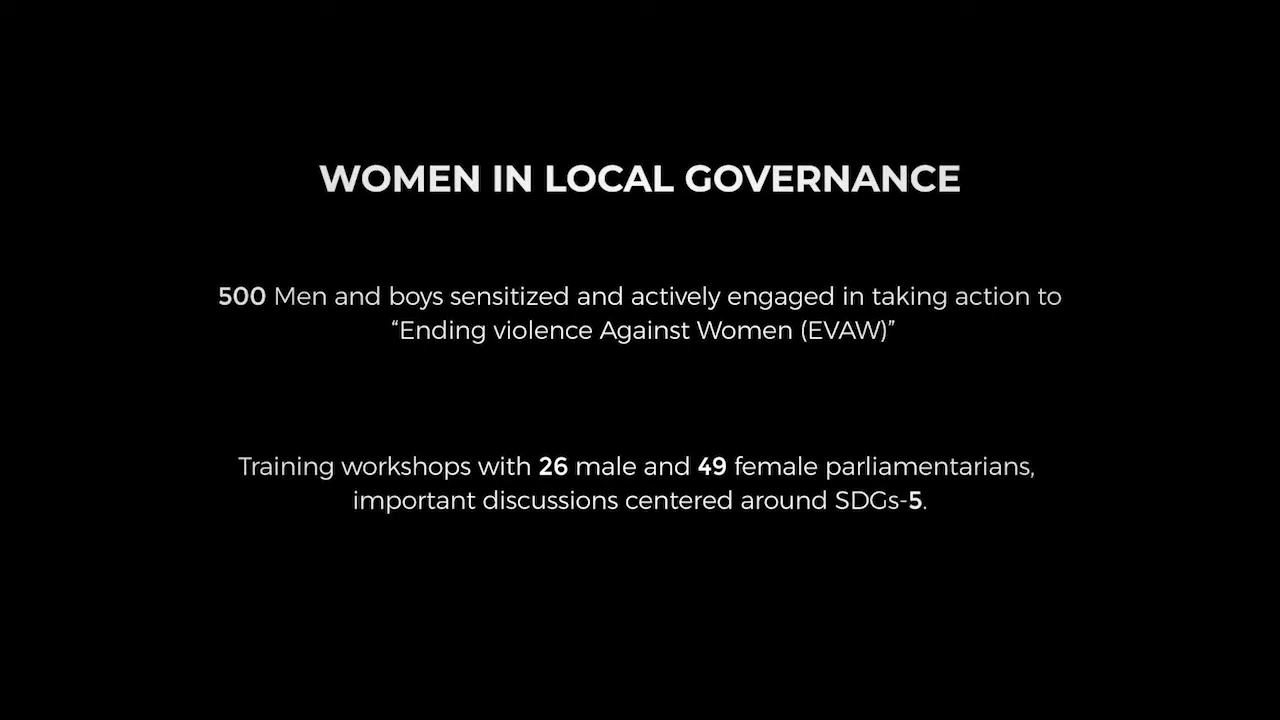 WOMEN IN LOCAL GOVERNANCE
500 Men and boys sensitized and actively engaged in taking action to
“Ending violence Against Women (EVAW)”
Training workshops with 26 male and 49 female parliamentarians,
important discussions centered around SDGs-5.